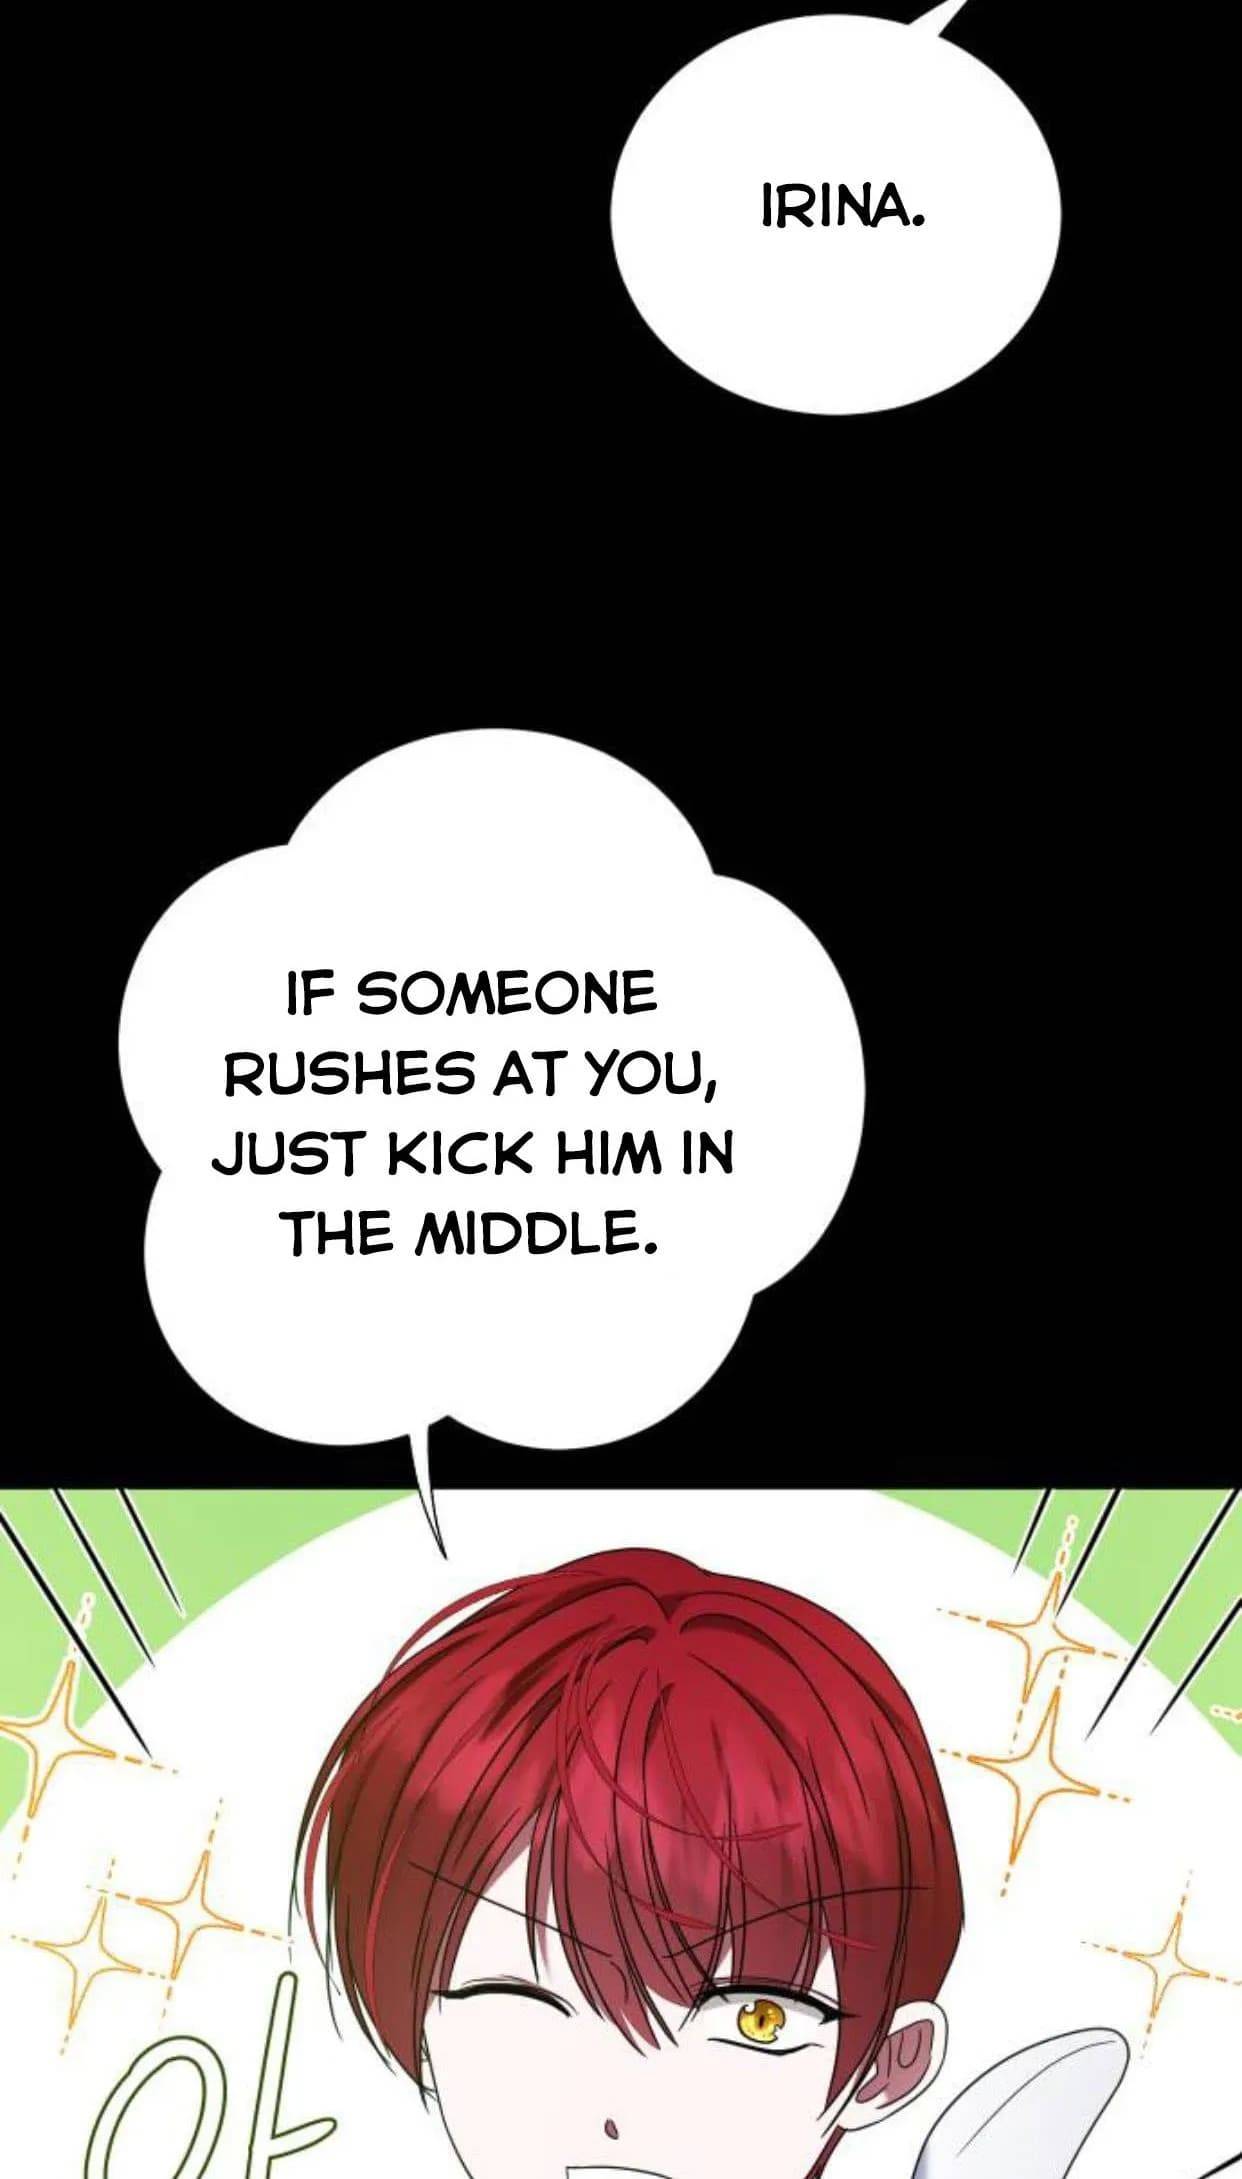 IRINA.
IF SOMEONE
RUSHES AT YOU,
JUST KICK HIM IN
THE MIDDLE.